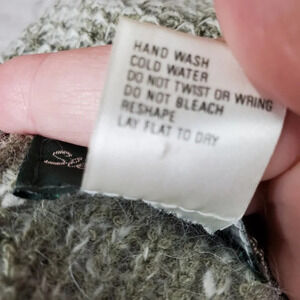 HAND WASH
COLD WATER
DO NOT TWIST OR WRING
DO NOT BLEACH
RESHAPE
LAY FLAT TO DRY